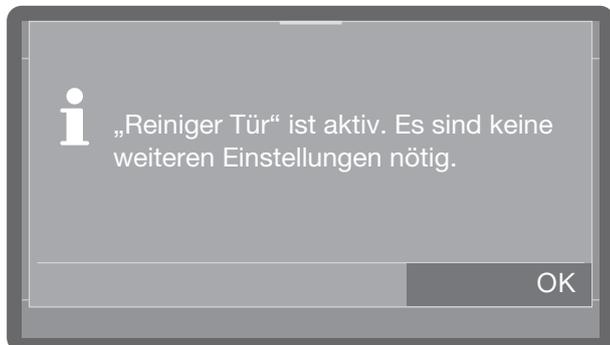 „Reiniger Tür“ ist aktiv. Es sind keine
weiteren Einstellungen nötig.
OK